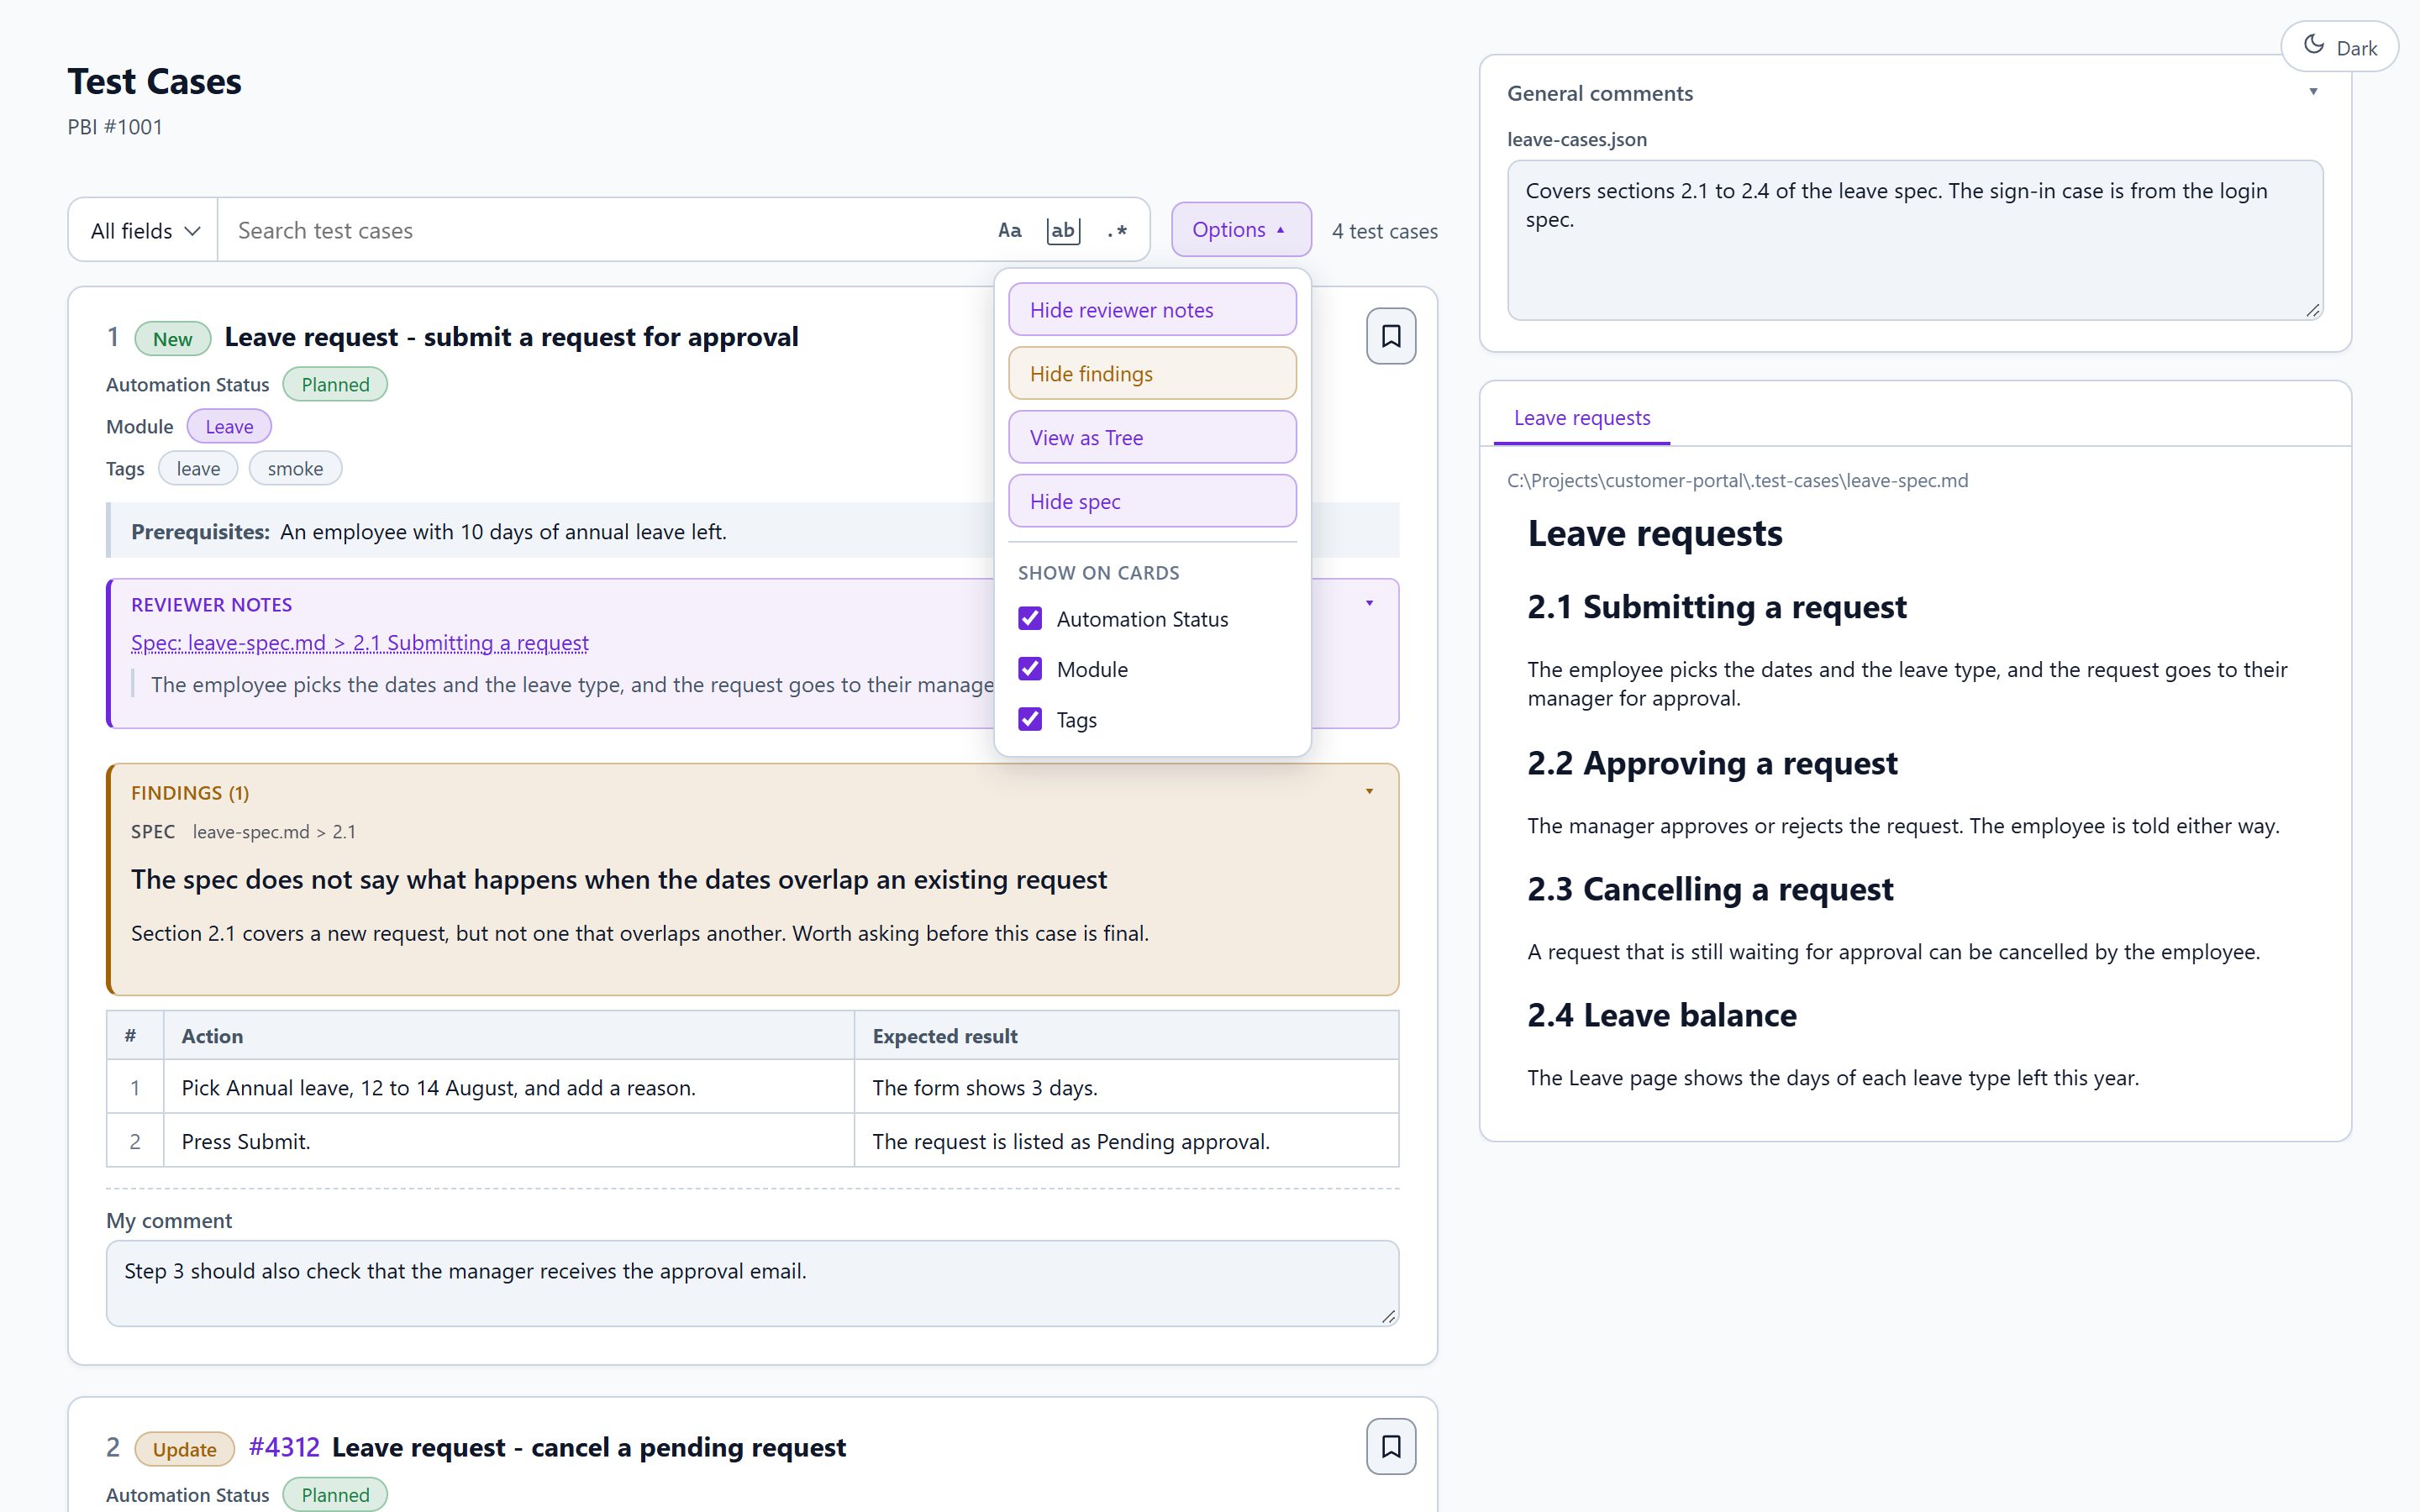 Test Cases
PBI #1001
All fields
Search test cases
Aa
ab
.*
Options
4 test cases
Hide reviewer notes
Hide findings
View as Tree
Hide spec
SHOW ON CARDS
Automation Status
Module
Tags
1 New Leave request - submit a request for approval
Automation Status Planned
Module Leave
Tags leave smoke
Prerequisites: An employee with 10 days of annual leave left.
REVIEWER NOTES
Spec: leave-spec.md > 2.1 Submitting a request
The employee picks the dates and the leave type, and the request goes to their manage
FINDINGS (1)
SPEC leave-spec.md > 2.1
The spec does not say what happens when the dates overlap an existing request
Section 2.1 covers a new request, but not one that overlaps another. Worth asking before this case is final.
# Action Expected result
1 Pick Annual leave, 12 to 14 August, and add a reason. The form shows 3 days.
2 Press Submit. The request is listed as Pending approval.
My comment
Step 3 should also check that the manager receives the approval email.
2 Update #4312 Leave request - cancel a pending request
Automation Status Planned
Dark
General comments
leave-cases.json
Covers sections 2.1 to 2.4 of the leave spec. The sign-in case is from the login
spec.
Leave requests
C:\Projects\customer-portal\.test-cases\leave-spec.md
Leave requests
2.1 Submitting a request
The employee picks the dates and the leave type, and the request goes to their
manager for approval.
2.2 Approving a request
The manager approves or rejects the request. The employee is told either way.
2.3 Cancelling a request
A request that is still waiting for approval can be cancelled by the employee.
2.4 Leave balance
The Leave page shows the days of each leave type left this year.